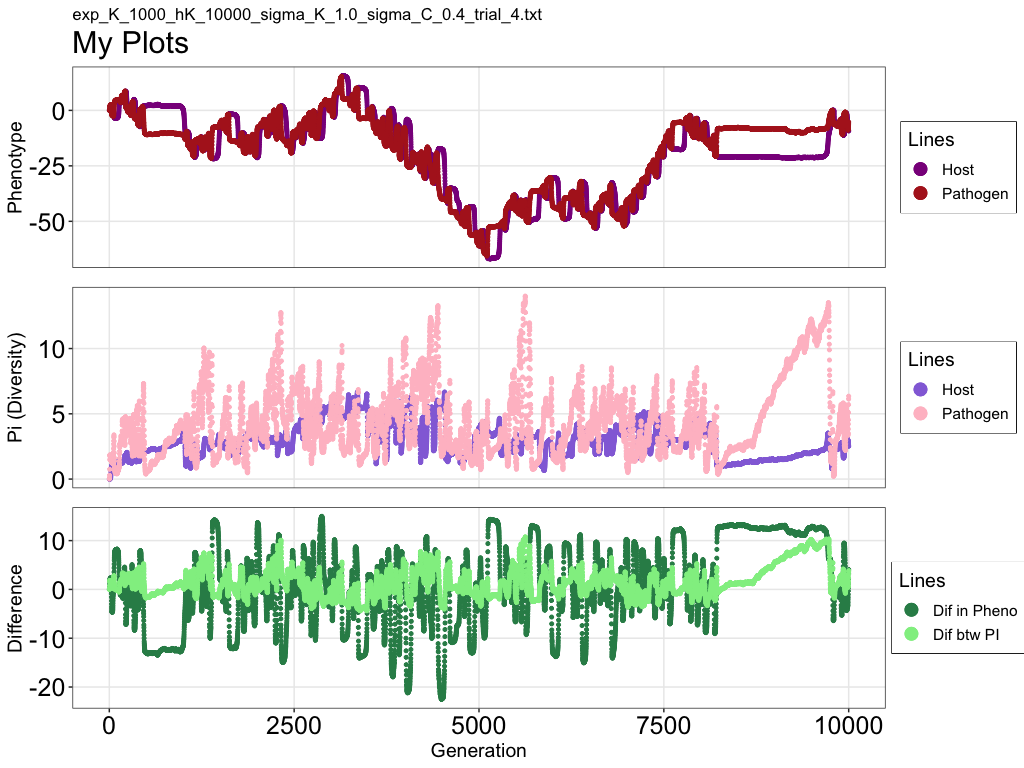 exp_K_1000_hK_10000_sigma_K_1.0_sigma_C_0.4_trial_4.txt
My Plots
Phenotype
0
-25
-50
Lines
Host
Pathogen
Pi (Diversity)
10
5
0
Lines
Host
Pathogen
Difference
10
0
-10
-20
Lines
Dif in Pheno
Dif btw PI
0
2500
5000
7500
10000
Generation